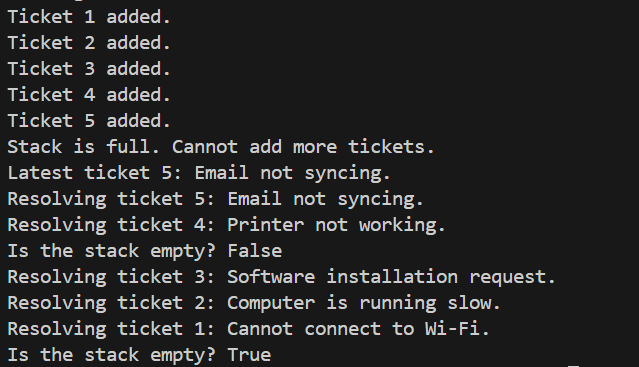 Ticket 1 added.
Ticket 2 added.
Ticket 3 added.
Ticket 4 added.
Ticket 5 added.
Stack is full. Cannot add more tickets.
Latest ticket 5: Email not syncing.
Resolving ticket 5: Email not syncing.
Resolving ticket 4: Printer not working.
Is the stack empty? False
Resolving ticket 3: Software installation request.
Resolving ticket 2: Computer is running slow.
Resolving ticket 1: Cannot connect to Wi-Fi.
Is the stack empty? True